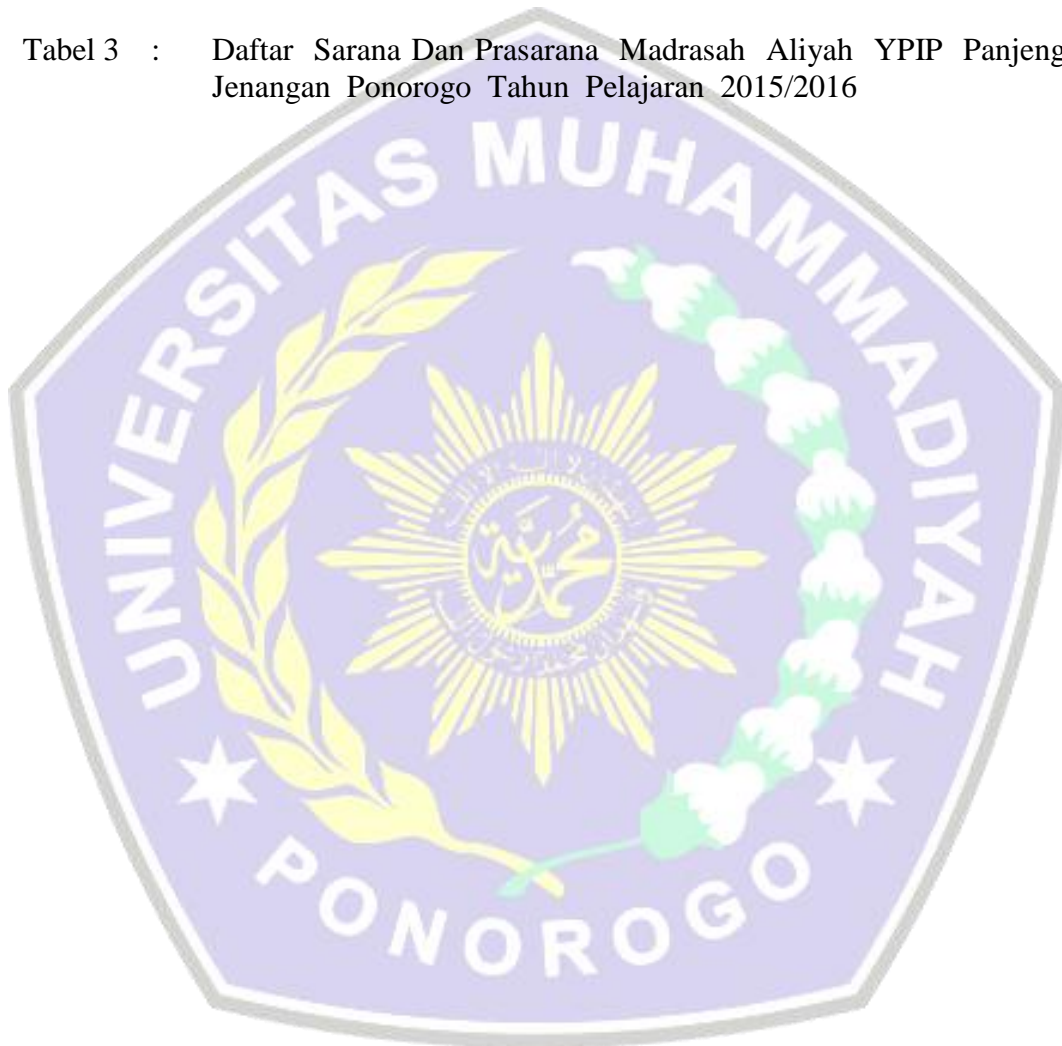 Tabel 3 : Daftar Sarana Dan Prasarana Madrasah Aliyah YPIP Panjeng
Jenangan Ponorogo Tahun Pelajaran 2015/2016
UNIVERSITAS MUHAMMADIYAH
محمدية
PONOROGO